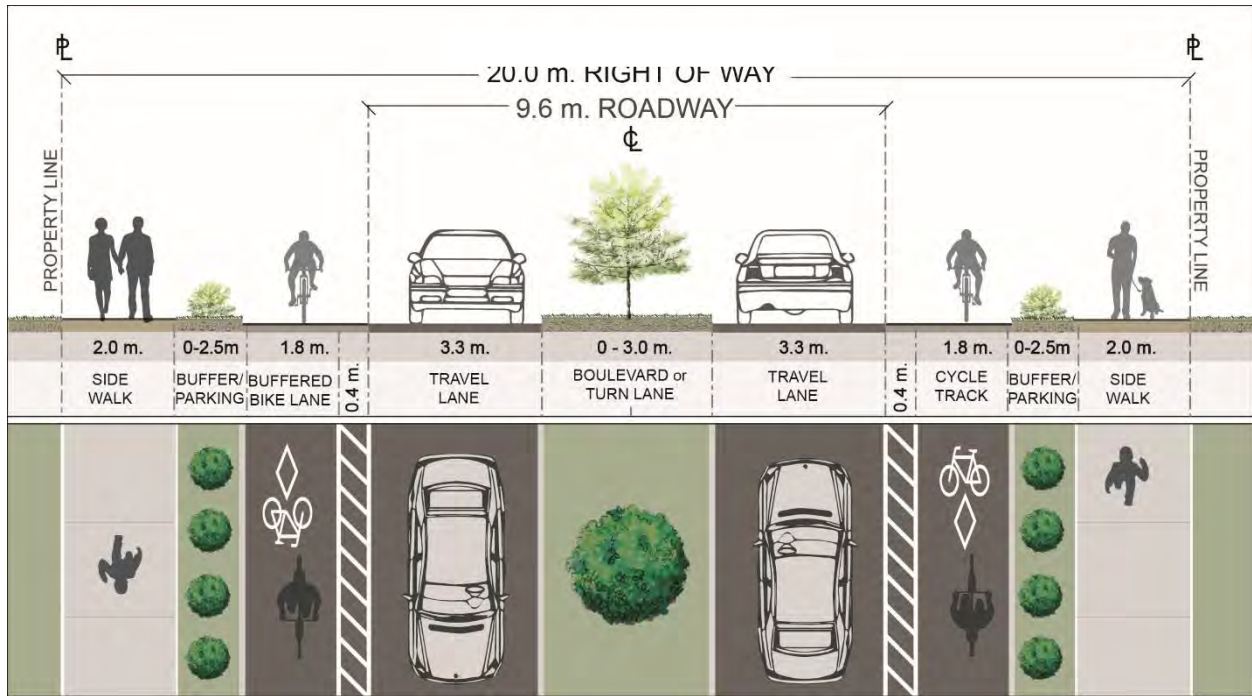 PL
PL
20.0 m. RIGHT OF WAY
9.6 m. ROADWAY
CL
PROPERTY LINE
PROPERTY LINE
2.0 m.
0-2.5m
1.8 m.
0.4 m.
3.3 m.
0 - 3.0 m.
3.3 m.
0.4 m.
1.8 m.
0-2.5m
2.0 m.
SIDE
WALK
BUFFER/
PARKING
BUFFERED
BIKE LANE
TRAVEL
LANE
BOULEVARD or
TURN LANE
TRAVEL
LANE
CYCLE
TRACK
BUFFER/
PARKING
SIDE
WALK